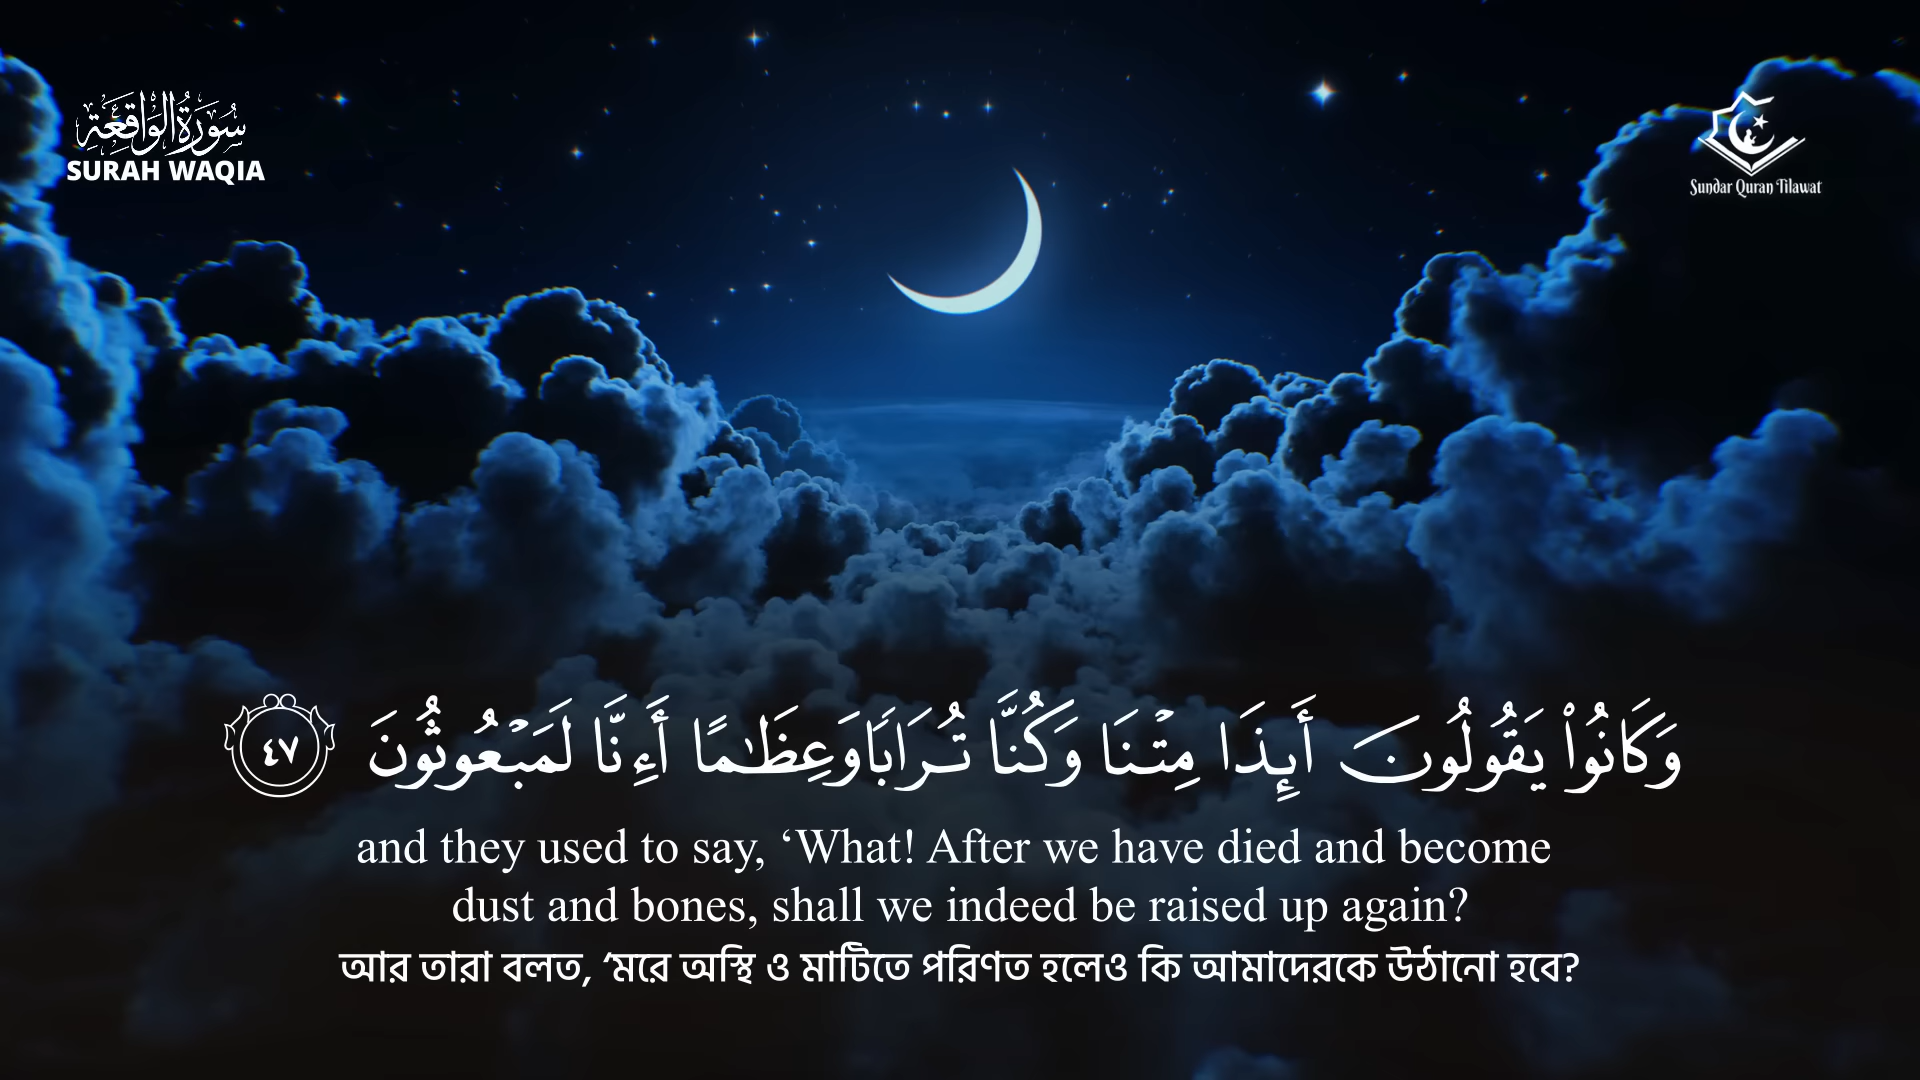 سُورَةُ الوَاقِعَة
SURAH WAQIA
Sundar Quran Tilawat
وَكَانُوا۟ يَقُولُونَ أَئِذَا مِتْنَا وَكُنَّا تُرَابًا وَعِظَـٰمًا أَءِنَّا لَمَبْعُوثُونَ ٤٧
and they used to say, ‘What! After we have died and become
dust and bones, shall we indeed be raised up again?
আর তারা বলত, ‘মরে অস্থি ও মাটিতে পরিণত হলেও কি আমাদেরকে উঠানো হবে?